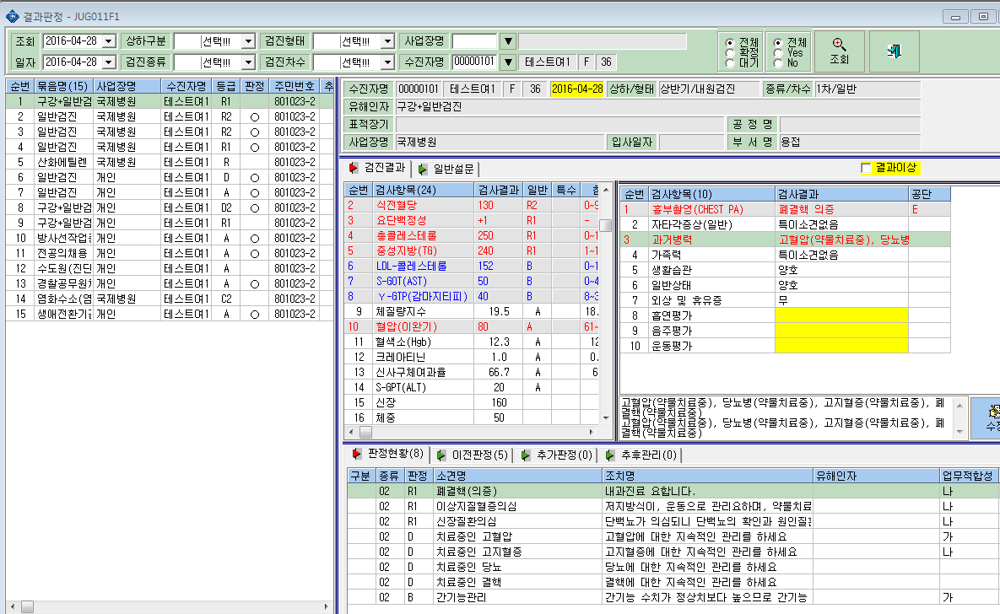 결과판정 - JUG011F1
조회 2016-04-28 상하구분 선택!!! 검진형태 선택!!! 사업장명 ▼ 전체 전체
일자 2016-04-28 검진종류 선택!!! 검진차수 선택!!! 수진자명 00000101 ▼ 테스트여1 F 36 확정 Yes 조회
대기 No
순번 묶음명(15) 사업장명 수진자명 등급 판정 주민번호 추
1 구강+일반검 국제병원 테스트여1 R1 801023-2
2 일반검진 국제병원 테스트여1 R2 ○ 801023-2
3 일반검진 국제병원 테스트여1 R2 ○ 801023-2
4 일반검진 국제병원 테스트여1 R1 ○ 801023-2
5 산화에틸렌 국제병원 테스트여1 R 801023-2
6 일반검진 개인 테스트여1 D ○ 801023-2
7 일반검진 개인 테스트여1 A ○ 801023-2
8 구강+일반검 개인 테스트여1 D2 ○ 801023-2
9 구강+일반검 개인 테스트여1 R1 801023-2
10 방사선작업 개인 테스트여1 A ○ 801023-2
11 전공의채용 개인 테스트여1 A ○ 801023-2
12 수도원(진단 개인 테스트여1 A 801023-2
13 경찰공무원 개인 테스트여1 A ○ 801023-2
14 염화수소(염 국제병원 테스트여1 C2 801023-2
15 생애전환기 개인 테스트여1 A ○ 801023-2
수진자명 00000101 테스트여1 F 36 2016-04-28 상하/형태 상반기/내원검진 종류/차수 1차/일반
유해인자 구강+일반검진
표적장기 공 정 명
사업장명 국제병원 입사일자 부 서 명 용접
검진결과 일반설문 결과이상
순번 검사항목(24) 검사결과 일반 특수 참
2 식전혈당 130 R2 0~9
3 요단백정성 +1 R1 -
4 총콜레스테롤 250 R1 0~1
5 중성지방(TG) 240 R1 1~1
6 LDL-콜레스테롤 152 B 0~1
7 S-GOT(AST) 50 B 0~4
8 Υ-GTP(감마지티피) 40 B 8~3
9 체질량지수 19.5 A 18.
10 혈압(이완기) 80 A 61~
11 혈색소(Hgb) 12.3 A 12
12 크레아티닌 1.0 A 0.
13 신사구체여과율 66.7 A 6
14 S-GPT(ALT) 20 A
15 신장 160
16 체중 50
순번 검사항목(10) 검사결과 공단
1 흉부촬영(CHEST PA) 폐결핵 의증 E
2 자타각증상(일반) 특이소견없음
3 과거병력 고혈압(약물치료중), 당뇨병
4 가족력 특이소견없음
5 생활습관 양호
6 일반상태 양호
7 외상 및 휴유증 무
8 흡연평가
9 음주평가
10 운동평가
고혈압(약물치료중), 당뇨병(약물치료중), 고지혈증(약물치료중), 폐
결핵(약물치료중)
고혈압(약물치료중), 당뇨병(약물치료중), 고지혈증(약물치료중), 폐
결핵(약물치료중)
수정
판정현황(8) 이전판정(5) 추가판정(0) 추후관리(0)
구분 종류 판정 소견명 조치명 유해인자 업무적합성
02 R1 폐결핵(의증) 내과진료 요합니다. 나
02 R1 이상지질혈증의심 저지방식이, 운동으로 관리요하며, 약물치료 나
02 R1 신장질환의심 단백뇨가 의심되니 단백뇨의 확인과 원인질환 나
02 D 치료중인 고혈압 고혈압에 대한 지속적인 관리를 하세요 가
02 D 치료중인 고지혈증 고지혈증에 대한 지속적인 관리를 하세요 나
02 D 치료중인 당뇨 당뇨에 대한 지속적인 관리를 하세요
02 D 치료중인 결핵 결핵에 대한 지속적인 관리를 하세요
02 B 간기능관리 간기능 수치가 정상치보다 높으므로 간기능 가